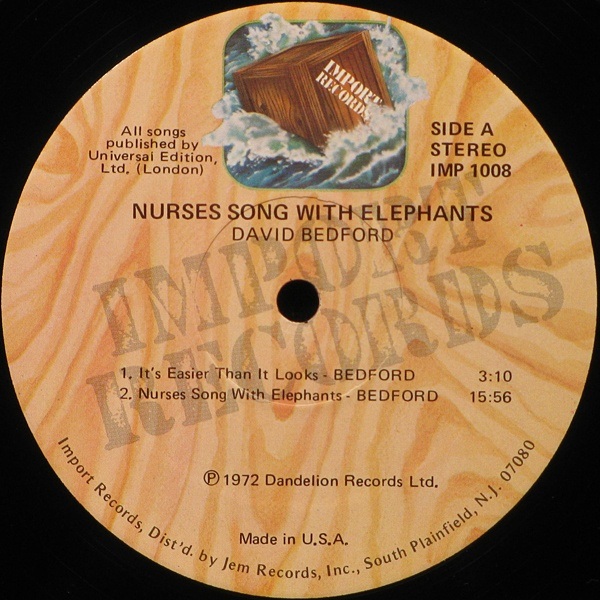 IMPORT
RECORDS
All songs
published by
Universal Edition,
Ltd. (London)
SIDE A
STEREO
IMP 1008
NURSES SONG WITH ELEPHANTS
DAVID BEDFORD
IMPORT
RECORDS
1. It's Easier Than It Looks - BEDFORD 3:10
2. Nurses Song With Elephants - BEDFORD 15:56
℗ 1972 Dandelion Records Ltd.
Made in U.S.A.
Import Records, Dist'd. by Jem Records, Inc., South Plainfield, N.J. 07080